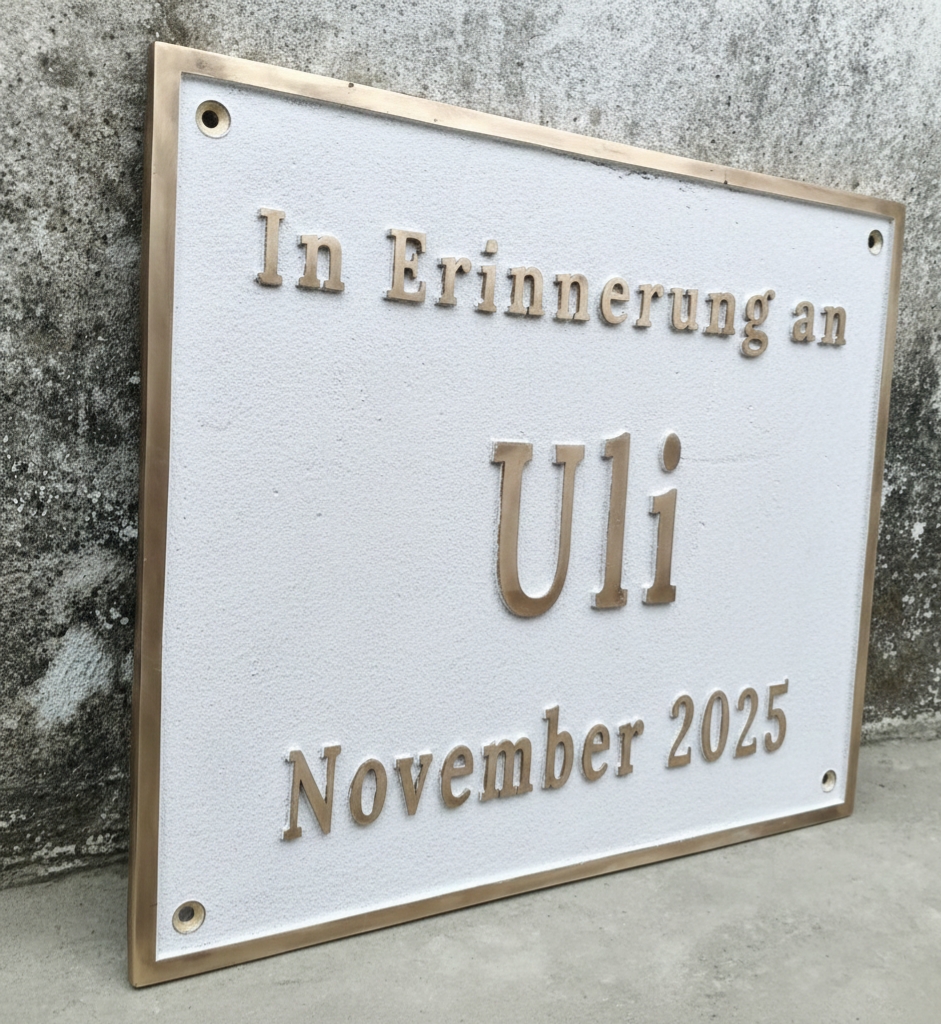 In Erinnerung an
Uli
November 2025